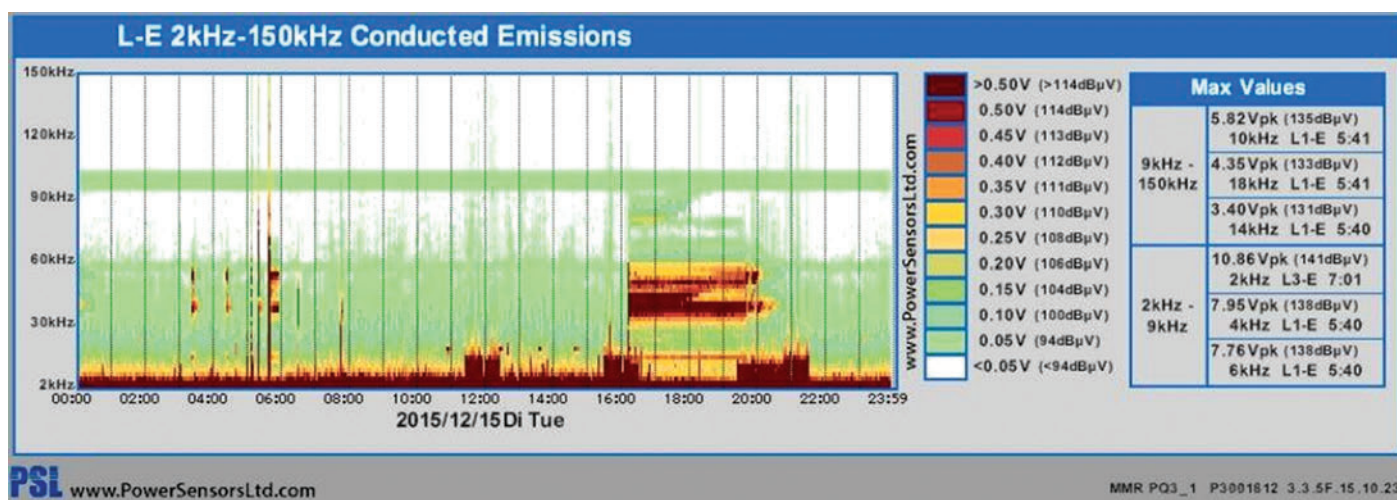 L-E 2kHz-150kHz Conducted Emissions
150kHz
120kHz
90kHz
60kHz
30kHz
2kHz
00:00 02:00 04:00 06:00 08:00 10:00 12:00 14:00 16:00 18:00 20:00 22:00 23:59
2015/12/15Di Tue
www.PowerSensorsLtd.com
>0.50V (>114dBµV)
0.50V (114dBµV)
0.45V (113dBµV)
0.40V (112dBµV)
0.35V (111dBµV)
0.30V (110dBµV)
0.25V (108dBµV)
0.20V (106dBµV)
0.15V (104dBµV)
0.10V (100dBµV)
0.05V (94dBµV)
<0.05V (<94dBµV)
Max Values
9kHz -
150kHz
5.82Vpk (135dBµV)
10kHz L1-E 5:41
4.35Vpk (133dBµV)
18kHz L1-E 5:41
3.40Vpk (131dBµV)
14kHz L1-E 5:40
2kHz -
9kHz
10.86Vpk (141dBµV)
2kHz L3-E 7:01
7.95Vpk (138dBµV)
4kHz L1-E 5:40
7.76Vpk (138dBµV)
6kHz L1-E 5:40
PSL www.PowerSensorsLtd.com
MMR PQ3_1 P3001612 3.3.5F.15.10.2